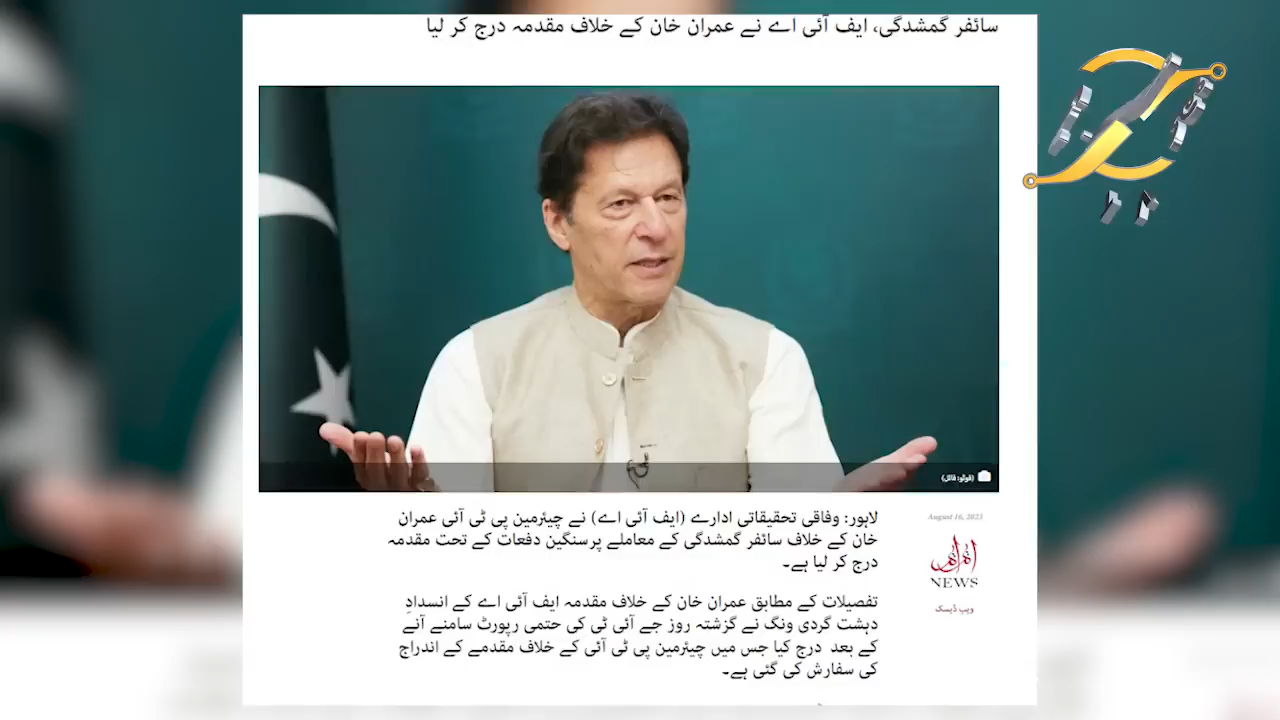 سائفر گمشدگی، ایف آئی اے نے عمران خان کے خلاف مقدمہ درج کر لیا
(فوٹو: فائل)
August 16, 2023
NEWS
ویب ڈیسک
لاہور: وفاقی تحقیقاتی ادارے (ایف آئی اے) نے چیئرمین پی ٹی آئی عمران
خان کے خلاف سائفر گمشدگی کے معاملے پرسنگین دفعات کے تحت مقدمہ
درج کر لیا ہے۔
تفصیلات کے مطابق عمران خان کے خلاف مقدمہ ایف آئی اے کے انسدادِ
دہشت گردی ونگ نے گزشتہ روز جے آئی ٹی کی حتمی رپورٹ سامنے آنے
کے بعد درج کیا جس میں چیئرمین پی ٹی آئی کے خلاف مقدمے کے اندراج
کی سفارش کی گئی ہے۔